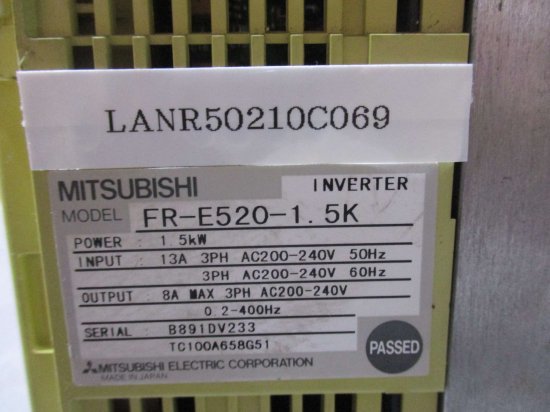 LANR50210C069
MITSUBISHI INVERTER
MODEL FR-E520-1.5K
POWER : 1.5kW
INPUT : 13A 3PH AC200-240V 50Hz
3PH AC200-240V 60Hz
OUTPUT : 8A MAX 3PH AC200-240V
0.2-400Hz
SERIAL : B891DV233
TC100A658G51
PASSED
MITSUBISHI ELECTRIC CORPORATION
MADE IN JAPAN